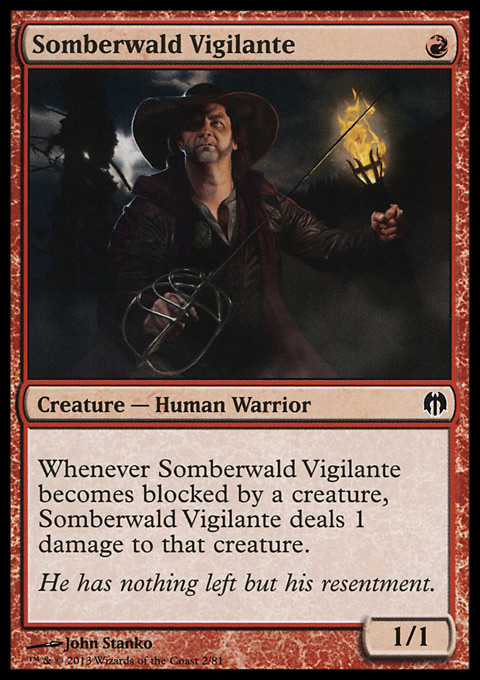 Somberwald Vigilante
Creature — Human Warrior
Whenever Somberwald Vigilante
becomes blocked by a creature,
Somberwald Vigilante deals 1
damage to that creature.
He has nothing left but his resentment.
1/1
John Stanko
™ & © 2013 Wizards of the Coast 2/81